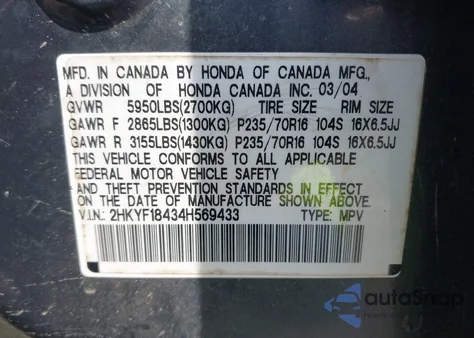 MFD. IN CANADA BY HONDA OF CANADA MFG.,
A DIVISION OF HONDA CANADA INC. 03/04
GVWR 5950LBS(2700KG) TIRE SIZE RIM SIZE
GAWR F 2865LBS(1300KG) P235/70R16 104S 16X6.5JJ
GAWR R 3155LBS(1430KG) P235/70R16 104S 16X6.5JJ
THIS VEHICLE CONFORMS TO ALL APPLICABLE
FEDERAL MOTOR VEHICLE SAFETY
AND THEFT PREVENTION STANDARDS IN EFFECT
ON THE DATE OF MANUFACTURE SHOWN ABOVE.
V.I.N.: 2HKYF18434H569433 TYPE: MPV
autoSnap